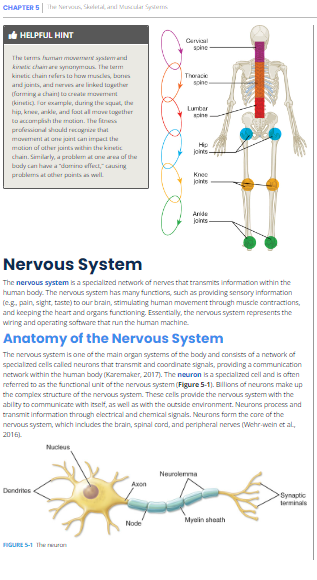 CHAPTER 5 | The Nervous, Skeletal, and Muscular Systems
HELPFUL HINT
The terms human movement system and
kinetic chain are synonymous. The term
kinetic chain refers to how muscles, bones
and joints, and nerves are linked together
(forming a chain) to create movement
(kinetic). For example, during the squat, the
hip, knee, ankle, and foot all move together
to accomplish the motion. The fitness
professional should recognize that
movement at one joint can impact the
motion of other joints within the kinetic
chain. Similarly, a problem at one area of the
body can have a "domino effect," causing
problems at other points as well.
Cervical
spine
Thoracic
spine
Lumbar
spine
Hip
joints
Knee
joints
Ankle
joints
Nervous System
The nervous system is a specialized network of nerves that transmits information within the
human body. The nervous system has many functions, such as providing sensory information
(e.g., pain, sight, taste) to our brain, stimulating human movement through muscle contractions,
and keeping the heart and organs functioning. Essentially, the nervous system represents the
wiring and operating software that run the human machine.
Anatomy of the Nervous System
The nervous system is one of the main organ systems of the body and consists of a network of
specialized cells called neurons that transmit and coordinate signals, providing a communication
network within the human body (Karemaker, 2017). The neuron is a specialized cell and is often
referred to as the functional unit of the nervous system (Figure 5-1). Billions of neurons make up
the complex structure of the nervous system. These cells provide the nervous system with the
ability to communicate with itself, as well as with the outside environment. Neurons process and
transmit information through electrical and chemical signals. Neurons form the core of the
nervous system, which includes the brain, spinal cord, and peripheral nerves (Wehr-wein et al.,
2016).
Nucleus
Dendrites
Axon
Neurolemma
Node
Myelin sheath
Synaptic
terminals
FIGURE 5-1 The neuron